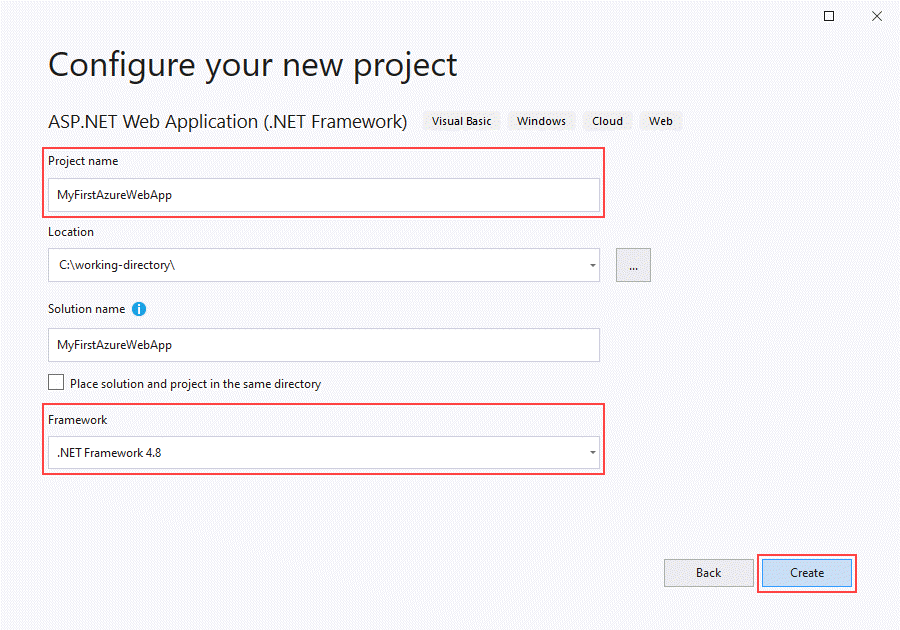 Configure your new project
ASP.NET Web Application (.NET Framework) Visual Basic Windows Cloud Web
Project name
MyFirstAzureWebApp
Location
C:\working-directory\
...
Solution name
MyFirstAzureWebApp
Place solution and project in the same directory
Framework
.NET Framework 4.8
Back Create